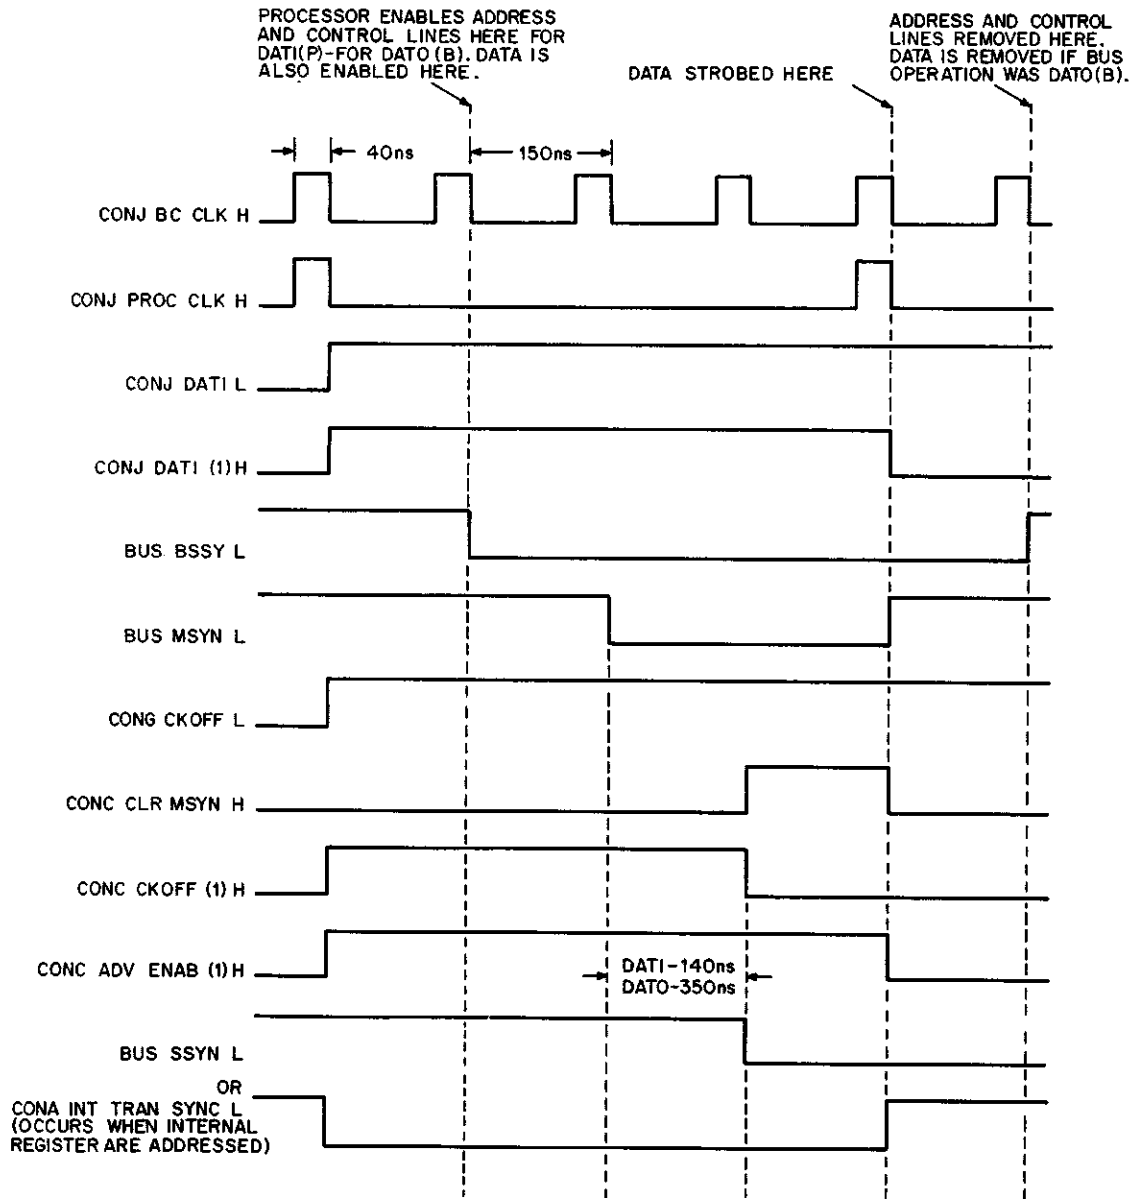 PROCESSOR ENABLES ADDRESS
AND CONTROL LINES HERE FOR
DATI(P)-FOR DATO (B). DATA IS
ALSO ENABLED HERE.
DATA STROBED HERE
ADDRESS AND CONTROL
LINES REMOVED HERE.
DATA IS REMOVED IF BUS
OPERATION WAS DATO(B).
40ns
150ns
CONJ BC CLK H
CONJ PROC CLK H
CONJ DATI L
CONJ DATI (1) H
BUS BSSY L
BUS MSYN L
CONG CKOFF L
CONC CLR MSYN H
CONC CKOFF (1) H
CONC ADV ENAB (1) H
DATI-140ns
DATO-350ns
BUS SSYN L
OR
CONA INT TRAN SYNC L
(OCCURS WHEN INTERNAL
REGISTER ARE ADDRESSED)